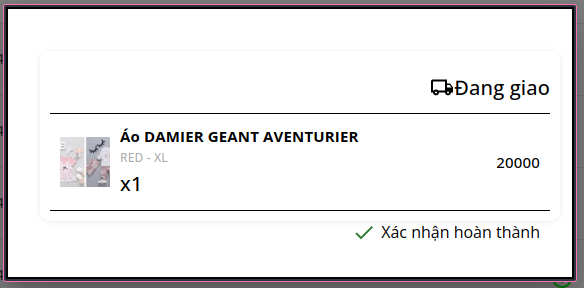 Đang giao
Áo DAMIER GEANT AVENTURIER
RED - XL
20000
x1
Xác nhận hoàn thành